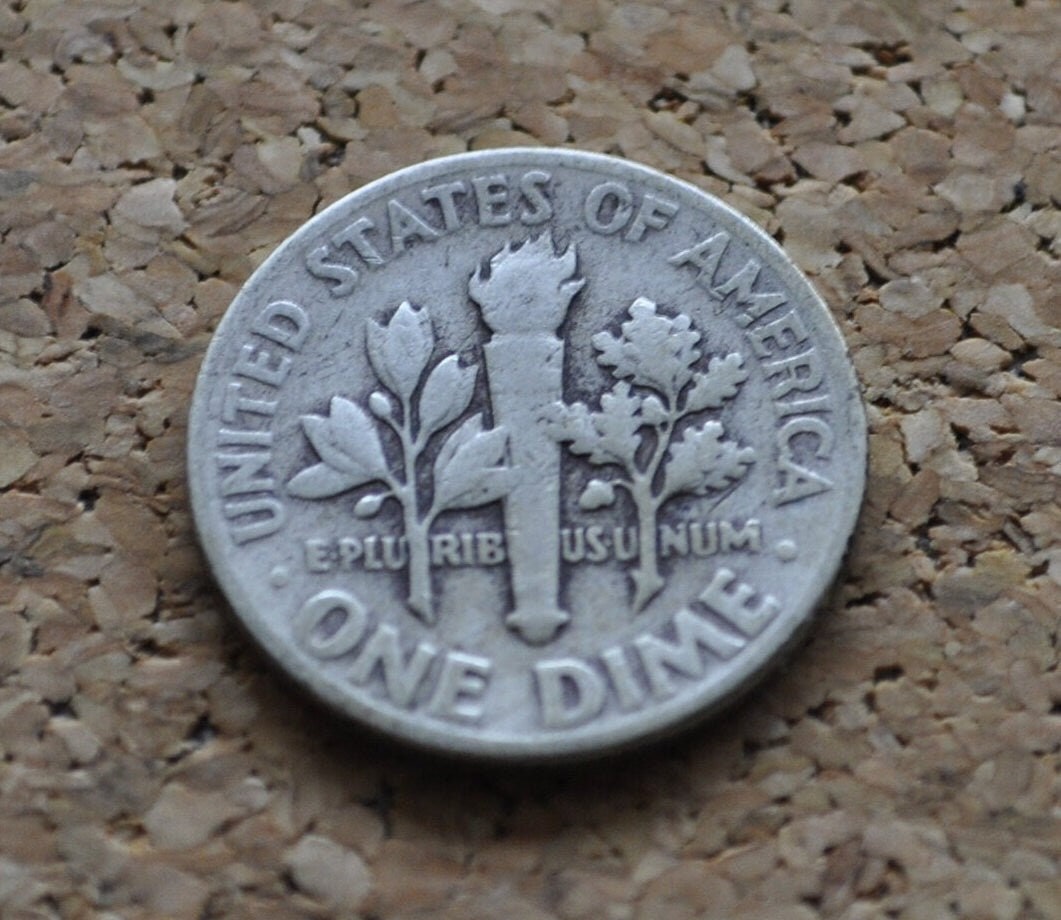 UNITED STATES OF AMERICA
E·PLURIBUS·UNUM
·ONE DIME·